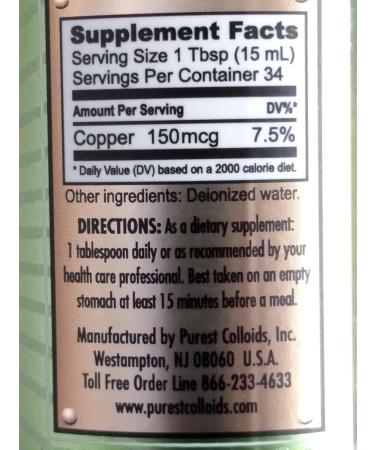 Supplement Facts
Serving Size 1 Tbsp (15 mL)
Servings Per Container 34
Amount Per Serving DV%*
Copper 150mcg 7.5%
* Daily Value (DV) based on a 2000 calorie diet.
Other ingredients: Deionized water.
DIRECTIONS: As a dietary supplement:
1 tablespoon daily or as recommended by your
health care professional. Best taken on an empty
stomach at least 15 minutes before a meal.
Manufactured by Purest Colloids, Inc.
Westampton, NJ 08060 U.S.A.
Toll Free Order Line 866-233-4633
www.purestcolloids.com